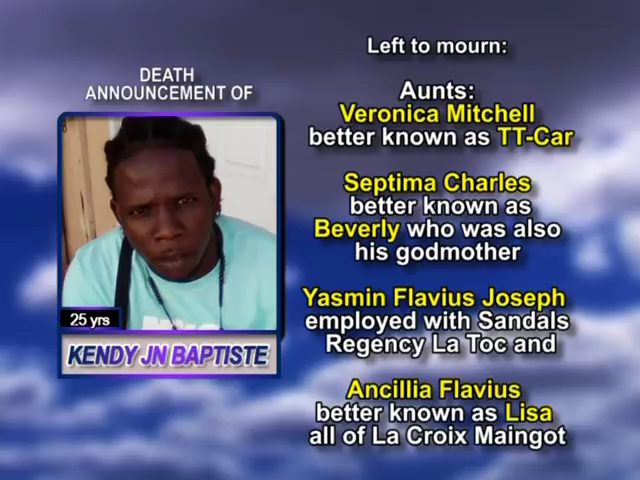 DEATH
ANNOUNCEMENT OF
25 yrs
KENDY JN BAPTISTE
Left to mourn:
Aunts:
Veronica Mitchell
better known as TT-Car
Septima Charles
better known as
Beverly who was also
his godmother
Yasmin Flavius Joseph
employed with Sandals
Regency La Toc and
Ancillia Flavius
better known as Lisa
all of La Croix Maingot